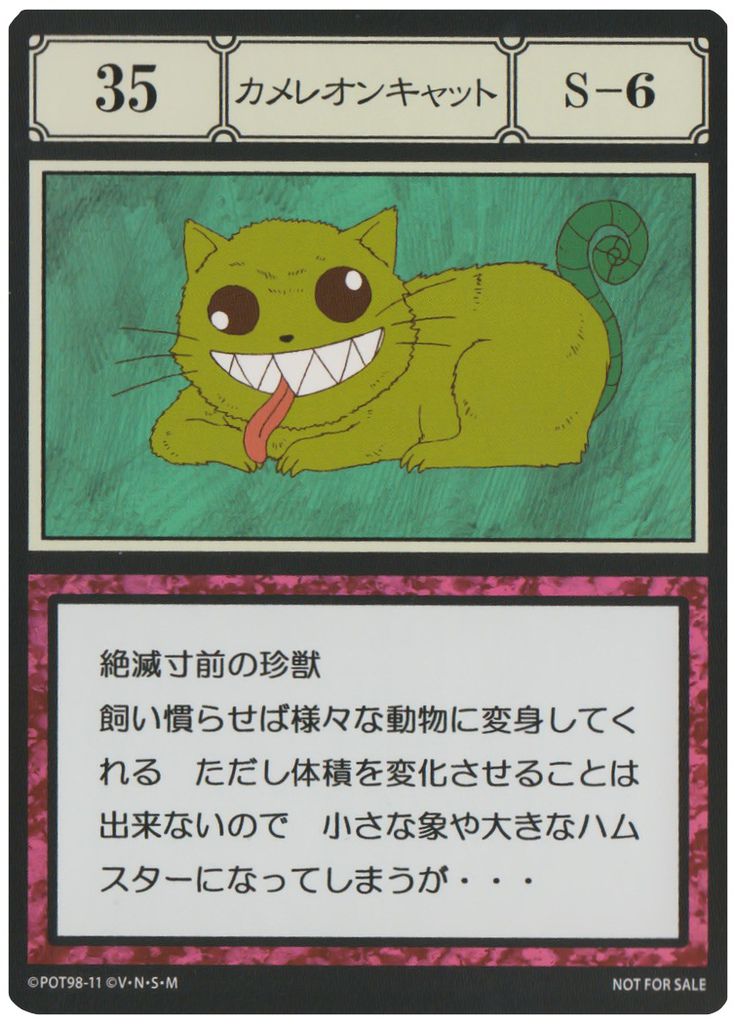 35
カメレオンキャット
S-6
絶滅寸前の珍獣
飼い慣らせば様々な動物に変身してく
れる　ただし体積を変化させることは
出来ないので　小さな象や大きなハム
スターになってしまうが・・・
©POT98-11 ©V・N・S・M
NOT FOR SALE